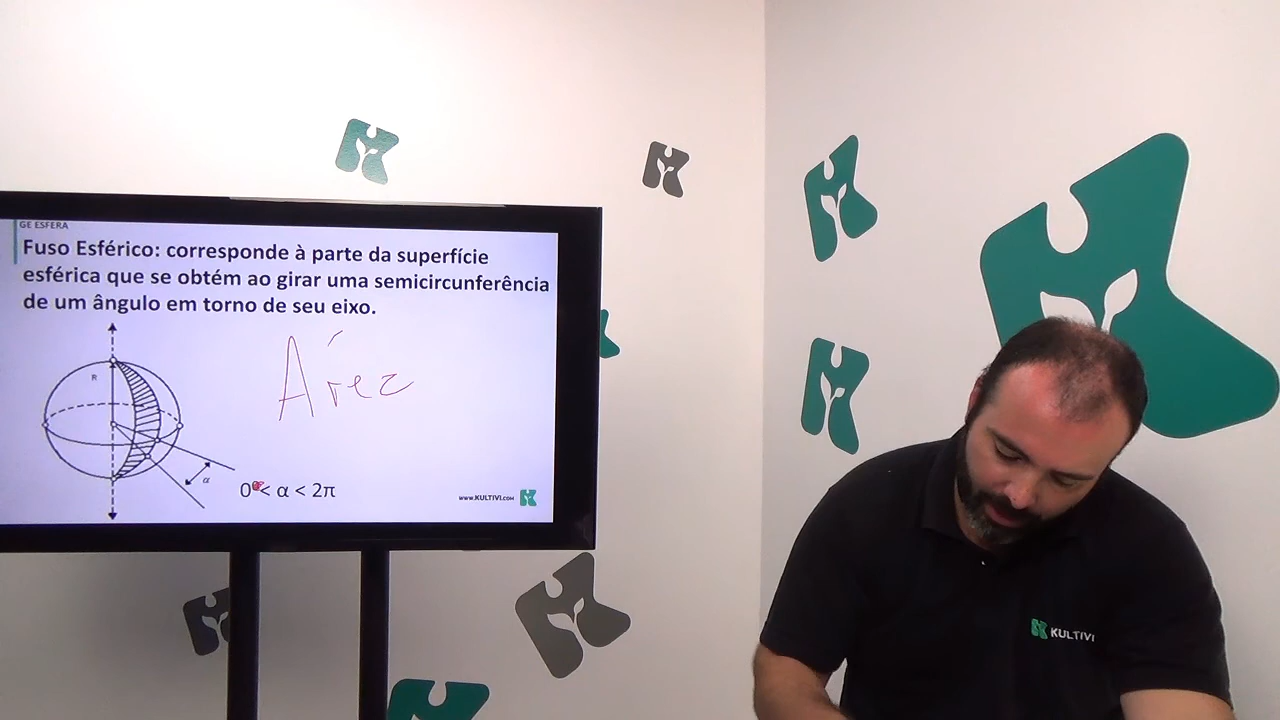 GE ESFERA
Fuso Esférico: corresponde à parte da superfície
esférica que se obtém ao girar uma semicircunferência
de um ângulo em torno de seu eixo.
Área
R
α
0° < α < 2π
www.KULTIVI.COM
KULTIVI